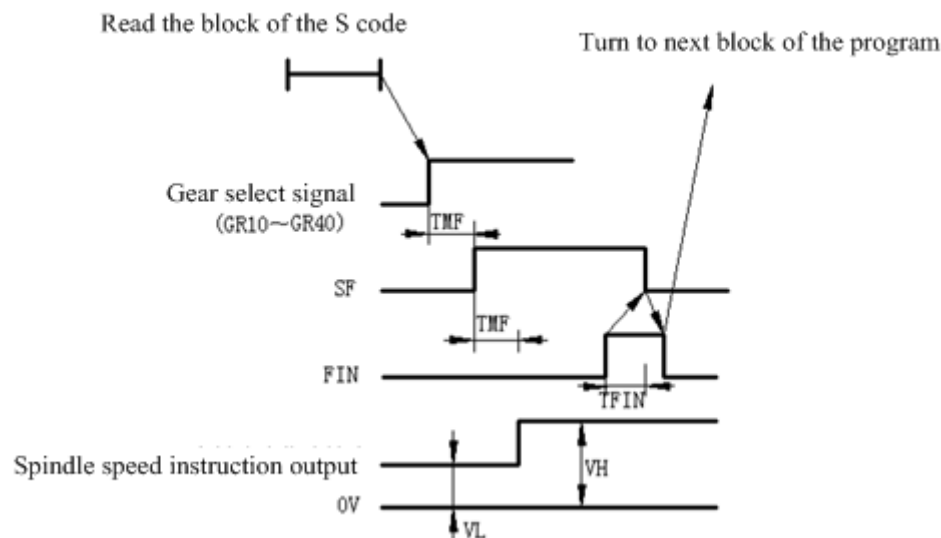 Read the block of the S code
Turn to next block of the program
Gear select signal
(GR10～GR40)
TMF
SF
TMF
FIN
TFIN
Spindle speed instruction output
VH
0V
VL